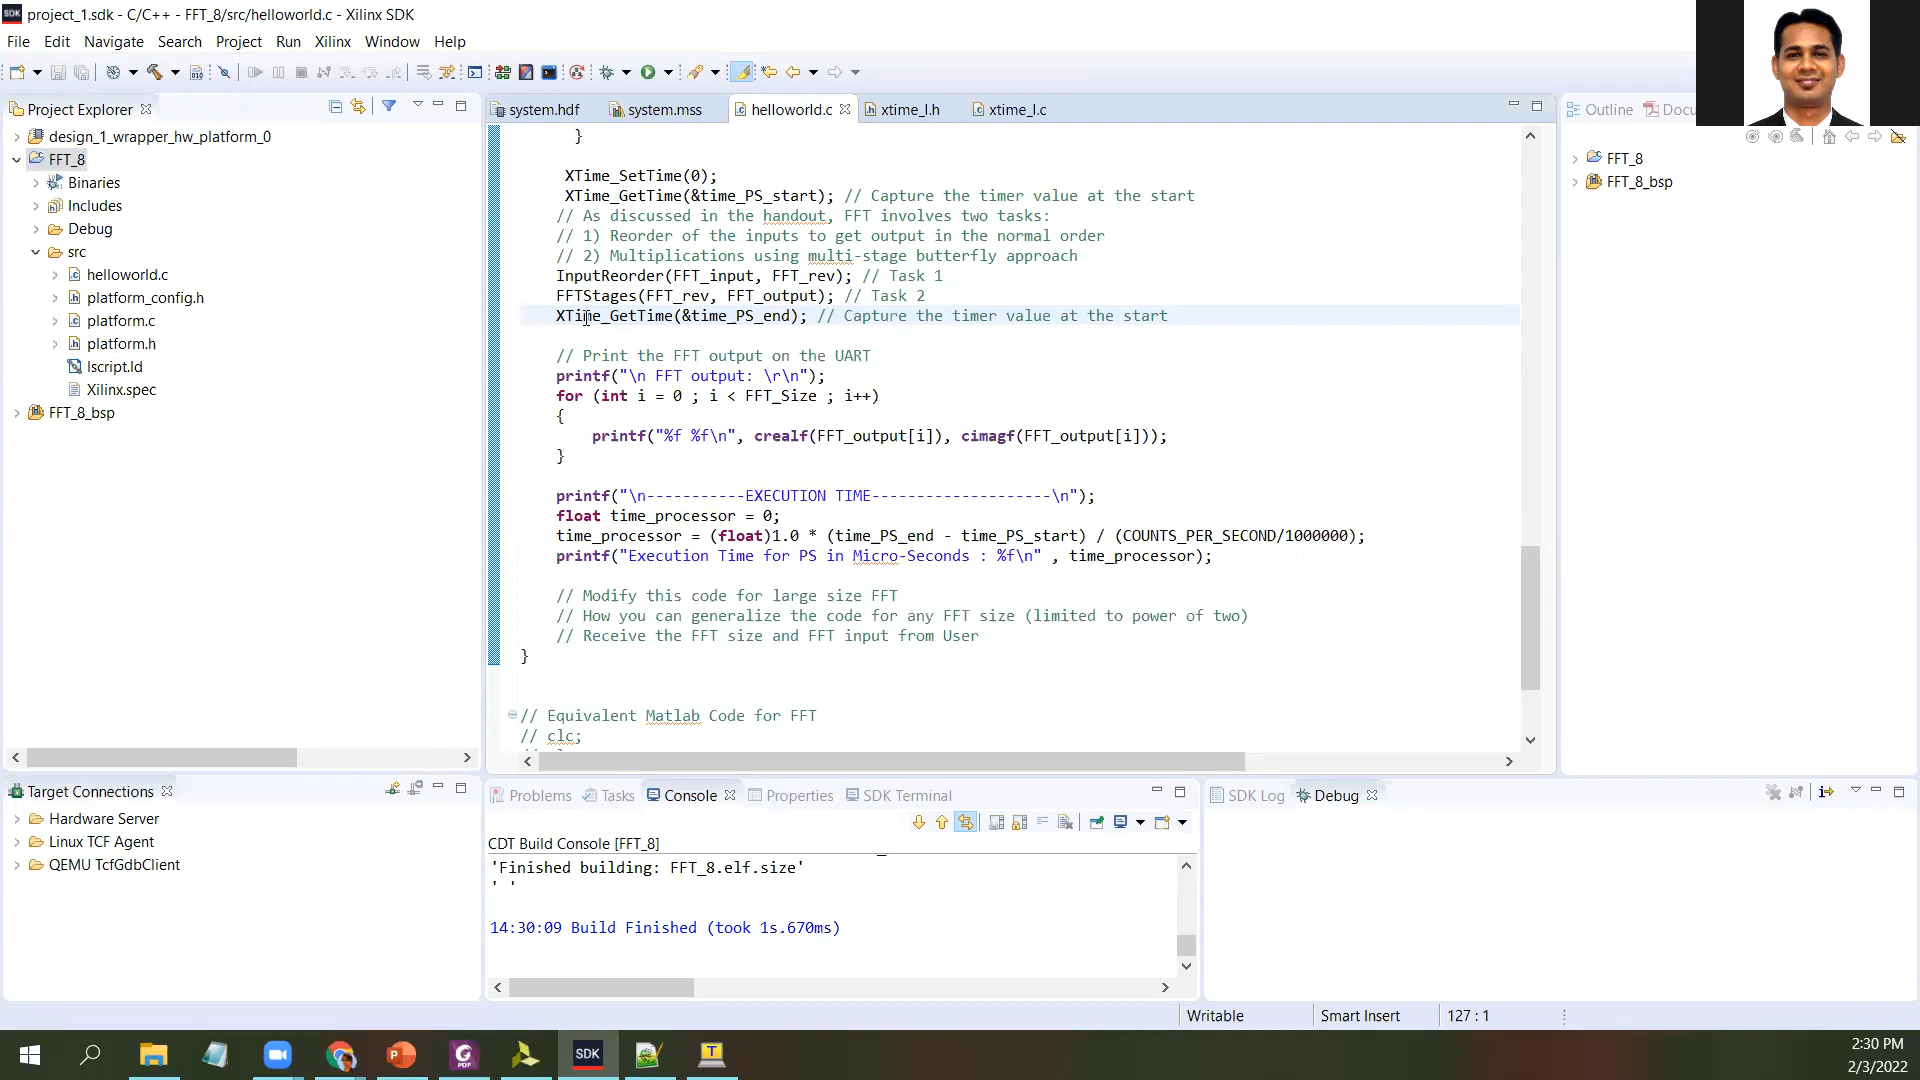 SDK project_1.sdk - C/C++ - FFT_8/src/helloworld.c - Xilinx SDK
File Edit Navigate Search Project Run Xilinx Window Help
Project Explorer
design_1_wrapper_hw_platform_0
FFT_8
Binaries
Includes
Debug
src
helloworld.c
platform_config.h
platform.c
platform.h
lscript.ld
Xilinx.spec
FFT_8_bsp
system.hdf system.mss helloworld.c xtime_l.h xtime_l.c
}
XTime_SetTime(0);
XTime_GetTime(&time_PS_start); // Capture the timer value at the start
// As discussed in the handout, FFT involves two tasks:
// 1) Reorder of the inputs to get output in the normal order
// 2) Multiplications using multi-stage butterfly approach
InputReorder(FFT_input, FFT_rev); // Task 1
FFTStages(FFT_rev, FFT_output); // Task 2
XTime_GetTime(&time_PS_end); // Capture the timer value at the start
// Print the FFT output on the UART
printf("\n FFT output: \r\n");
for (int i = 0 ; i < FFT_Size ; i++)
{
printf("%f %f\n", crealf(FFT_output[i]), cimagf(FFT_output[i]));
}
printf("\n-----------EXECUTION TIME--------------------\n");
float time_processor = 0;
time_processor = (float)1.0 * (time_PS_end - time_PS_start) / (COUNTS_PER_SECOND/1000000);
printf("Execution Time for PS in Micro-Seconds : %f\n" , time_processor);
// Modify this code for large size FFT
// How you can generalize the code for any FFT size (limited to power of two)
// Receive the FFT size and FFT input from User
}
// Equivalent Matlab Code for FFT
// clc;
Outline Docu
FFT_8
FFT_8_bsp
Target Connections
Hardware Server
Linux TCF Agent
QEMU TcfGdbClient
Problems Tasks Console Properties SDK Terminal
CDT Build Console [FFT_8]
'Finished building: FFT_8.elf.size'
' '
14:30:09 Build Finished (took 1s.670ms)
SDK Log Debug
Writable Smart Insert 127 : 1
SDK
2:30 PM
2/3/2022